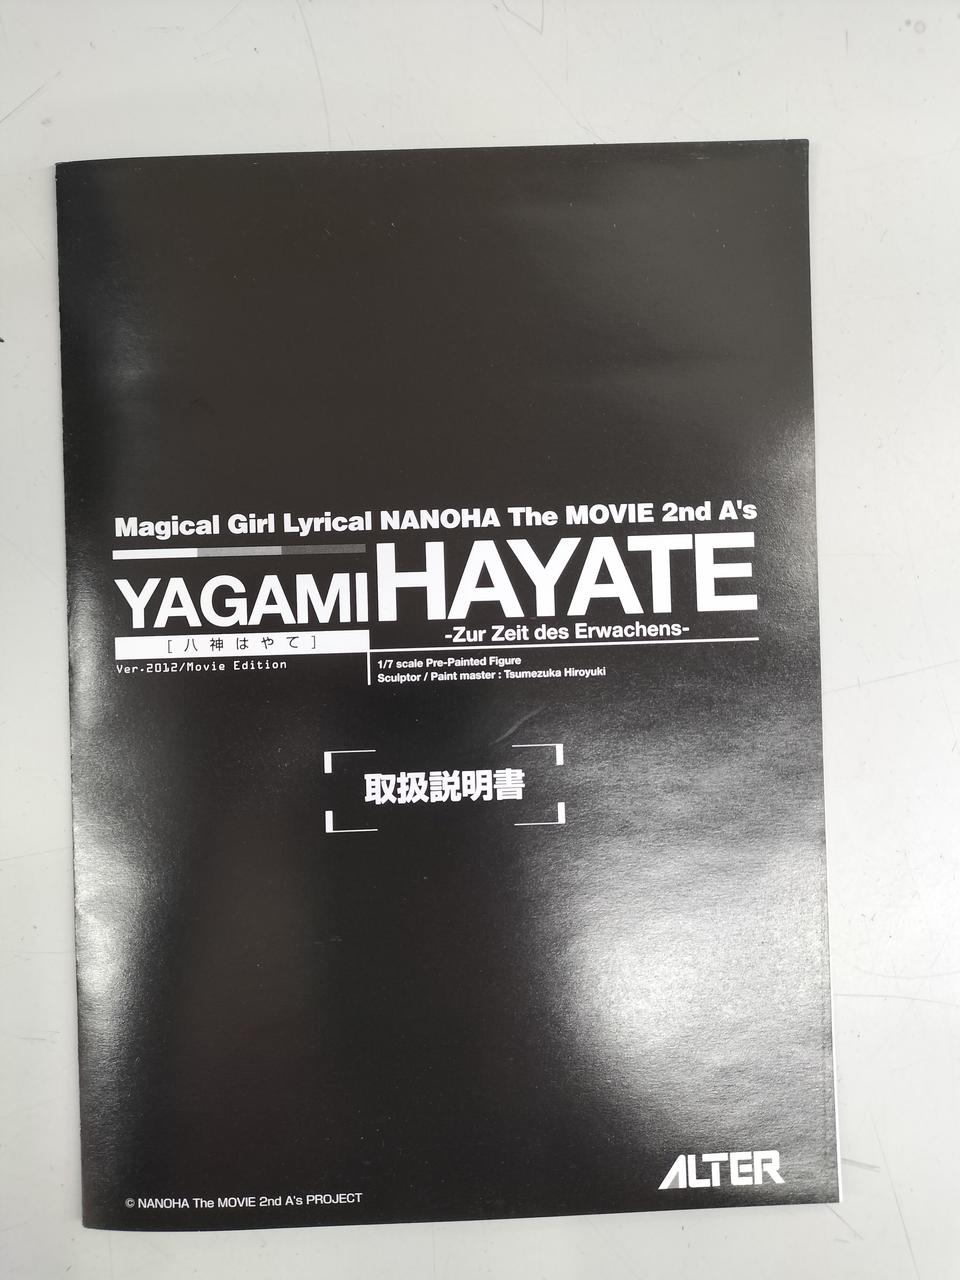 Magical Girl Lyrical NANOHA The MOVIE 2nd A's
YAGAMI HAYATE
[八神はやて]
-Zur Zeit des Erwachens-
Ver.2012/Movie Edition
1/7 scale Pre-Painted Figure
Sculptor / Paint master : Tsumezuka Hiroyuki
取扱説明書
ALTER
© NANOHA The MOVIE 2nd A's PROJECT